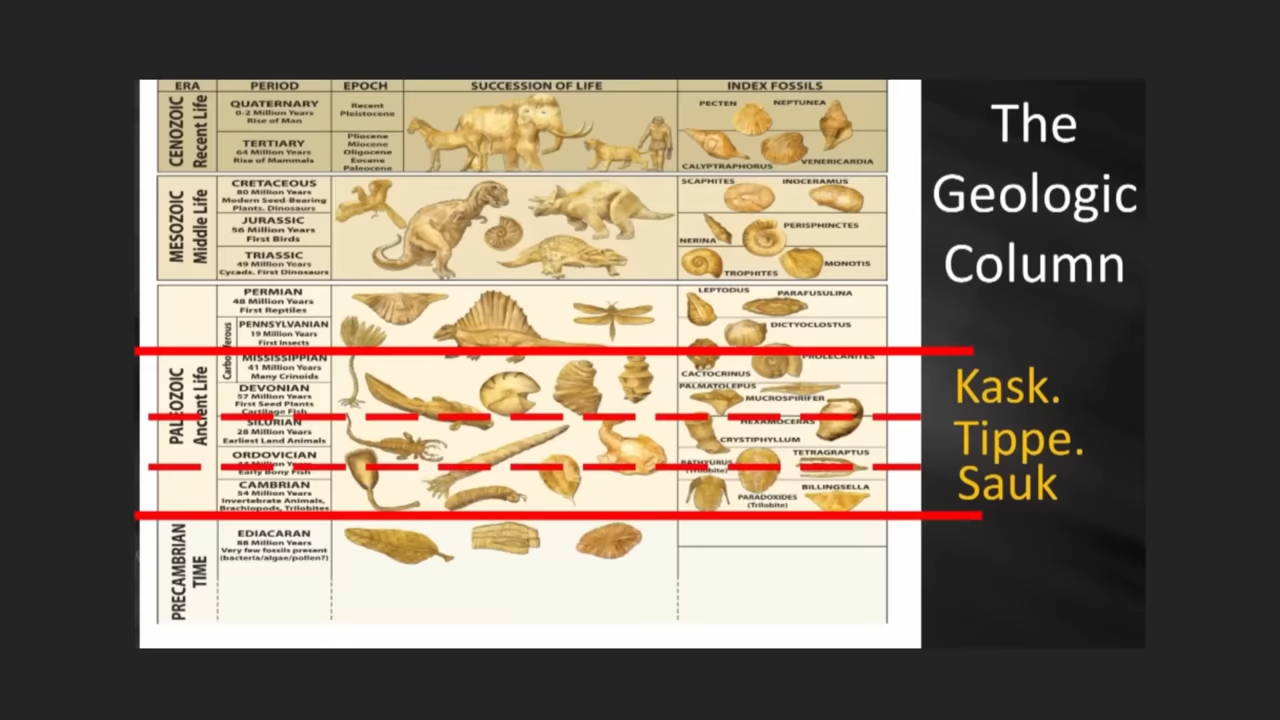 The
Geologic
Column
ERA PERIOD EPOCH SUCCESSION OF LIFE INDEX FOSSILS
CENOZOIC
Recent Life
QUATERNARY
0-2 Million Years
Rise of Man
Recent
Pleistocene
PECTEN NEPTUNEA
TERTIARY
64 Million Years
Rise of Mammals
Pliocene
Miocene
Oligocene
Eocene
Paleocene
CALYPTRAPHORUS VENERICARDIA
MESOZOIC
Middle Life
CRETACEOUS
80 Million Years
Modern Seed-Bearing
Plants. Dinosaurs
SCAPHITES INOCERAMUS
JURASSIC
56 Million Years
First Birds
PERISPHINCTES
NERINA
TRIASSIC
49 Million Years
Cycads. First Dinosaurs
MONOTIS
TROPHITES
PALEOZOIC
Ancient Life
PERMIAN
48 Million Years
First Reptiles
LEPTODUS PARAFUSULINA
PENNSYLVANIAN
19 Million Years
First Insects
DICTYOCLOSTUS
MISSISSIPPIAN
41 Million Years
Many Crinoids
PROLECANITES
CACTOCRINUS
DEVONIAN
57 Million Years
First Seed Plants
Cartilage Fish
PALMATOLEPUS
MUCROSPIRIFER
SILURIAN
28 Million Years
Earliest Land Animals
HEXAMOCERAS
CRYSTIPHYLLUM
ORDOVICIAN
Million Years
Early Bony Fish
TETRAGRAPTUS
BATHYURUS
(Trilobite)
CAMBRIAN
54 Million Years
Invertebrate Animals,
Brachiopods, Trilobites
BILLINGSELLA
PARADOXIDES
(Trilobite)
PRECAMBRIAN
TIME
EDIACARAN
88 Million Years
Very few fossils present
(bacteria/algae/pollen?)
Kask.
Tippe.
Sauk